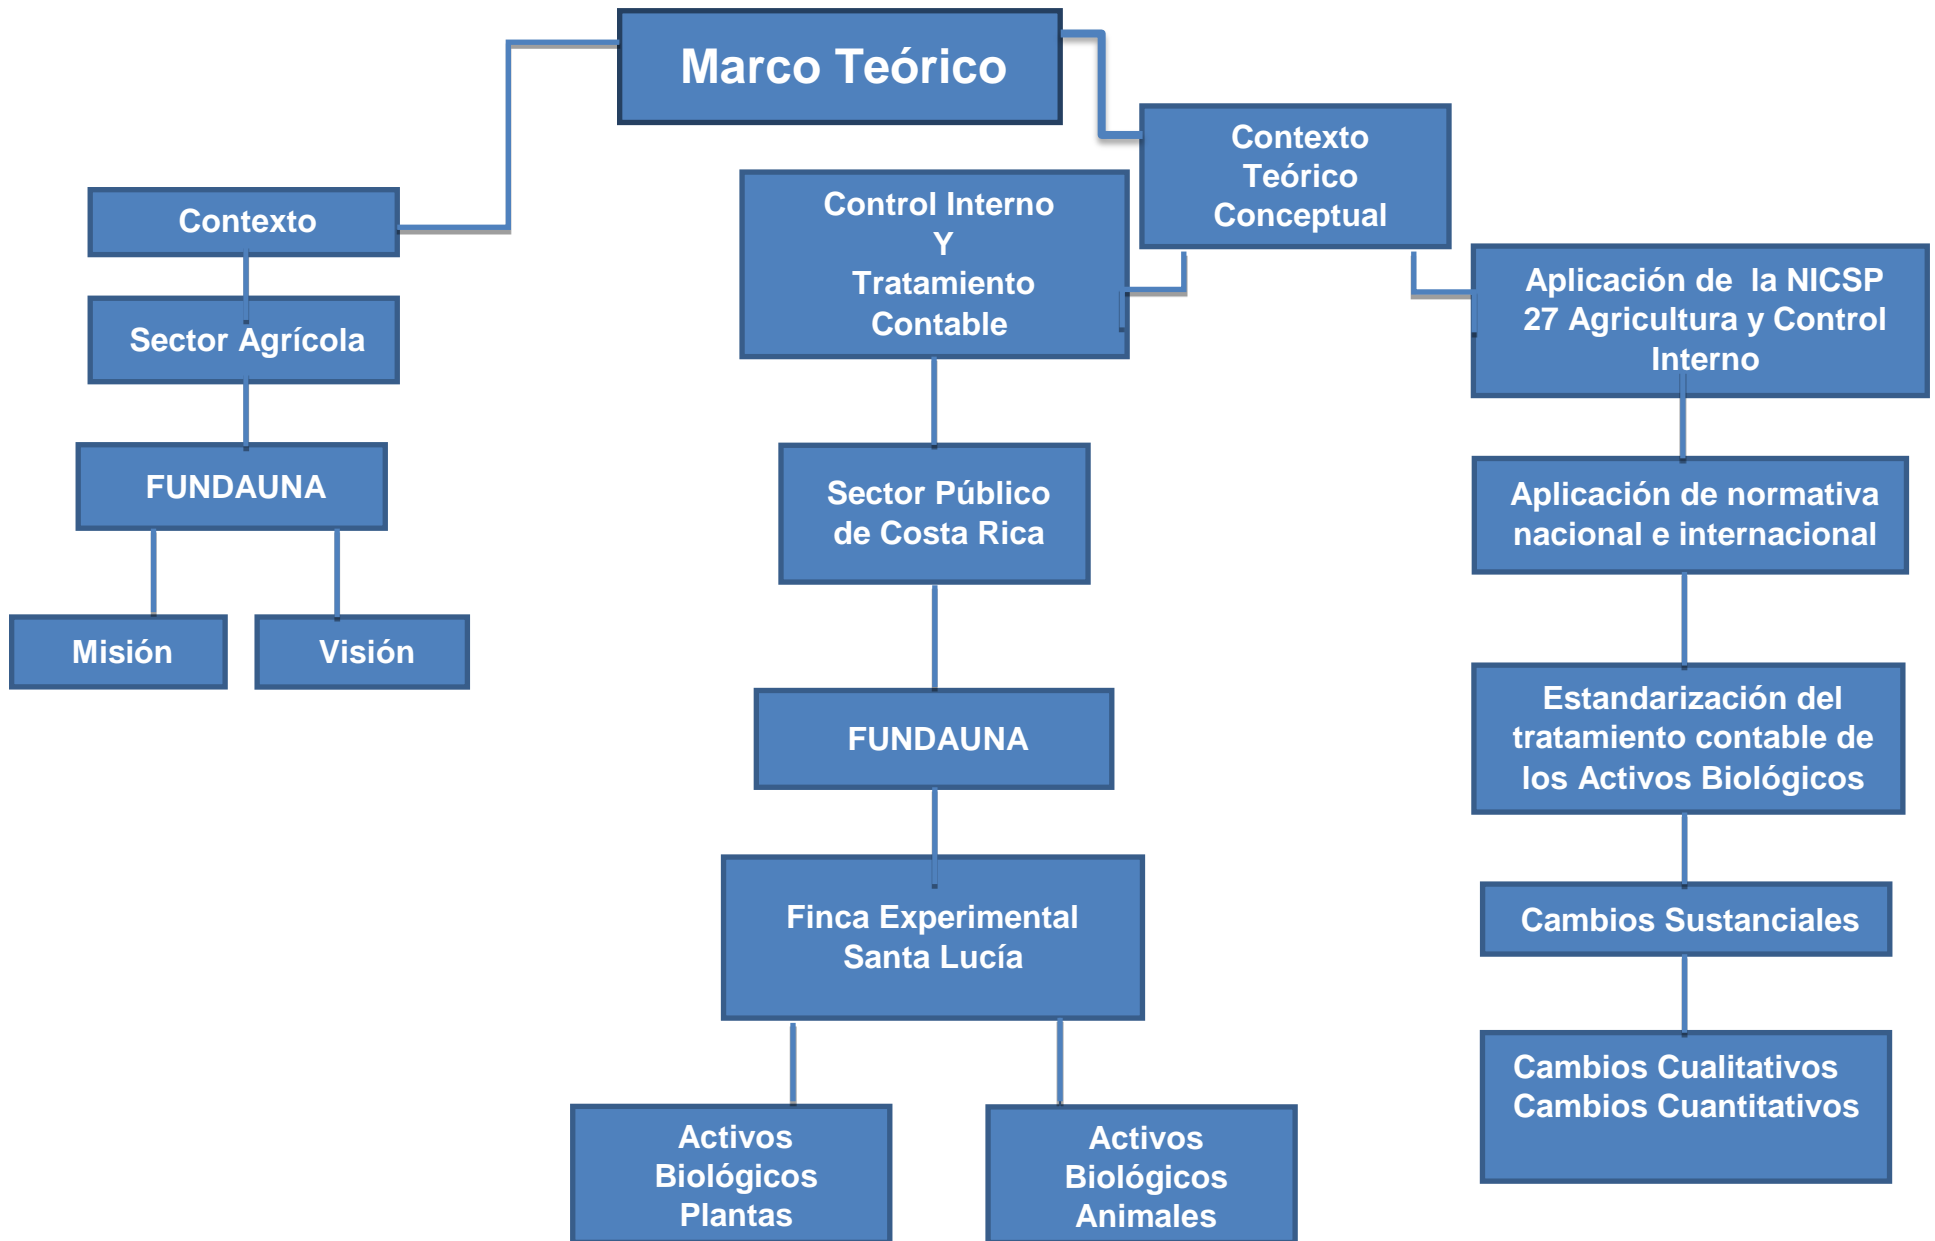 Marco Teórico
Contexto
Sector Agrícola
FUNDAUNA
Misión
Visión
Contexto
Teórico
Conceptual
Control Interno
Y
Tratamiento
Contable
Sector Público
de Costa Rica
FUNDAUNA
Finca Experimental
Santa Lucía
Activos
Biológicos
Plantas
Activos
Biológicos
Animales
Aplicación de la NICSP
27 Agricultura y Control
Interno
Aplicación de normativa
nacional e internacional
Estandarización del
tratamiento contable de
los Activos Biológicos
Cambios Sustanciales
Cambios Cualitativos
Cambios Cuantitativos